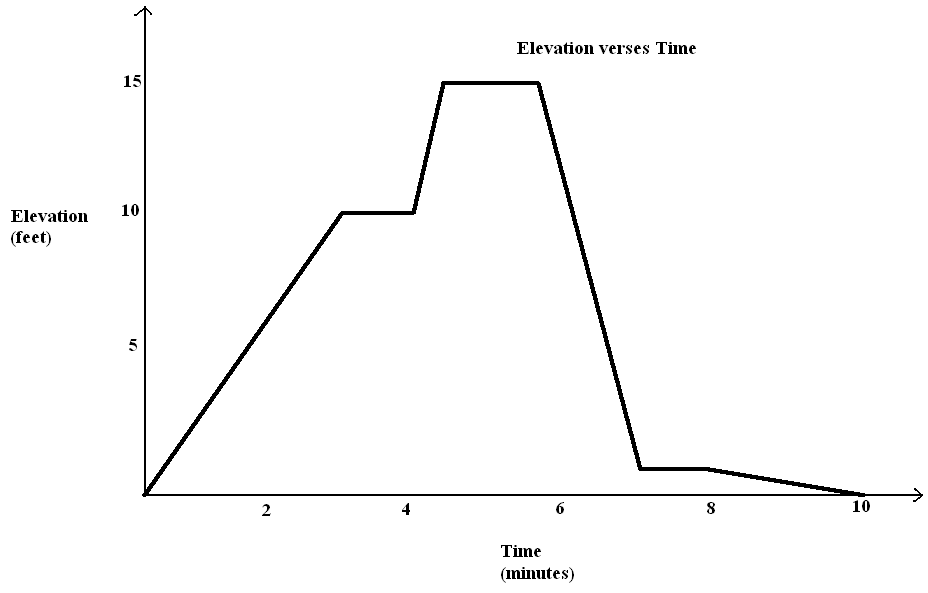 Elevation verses Time
15
10
Elevation
(feet)
5
2 4 6 8 10
Time
(minutes)